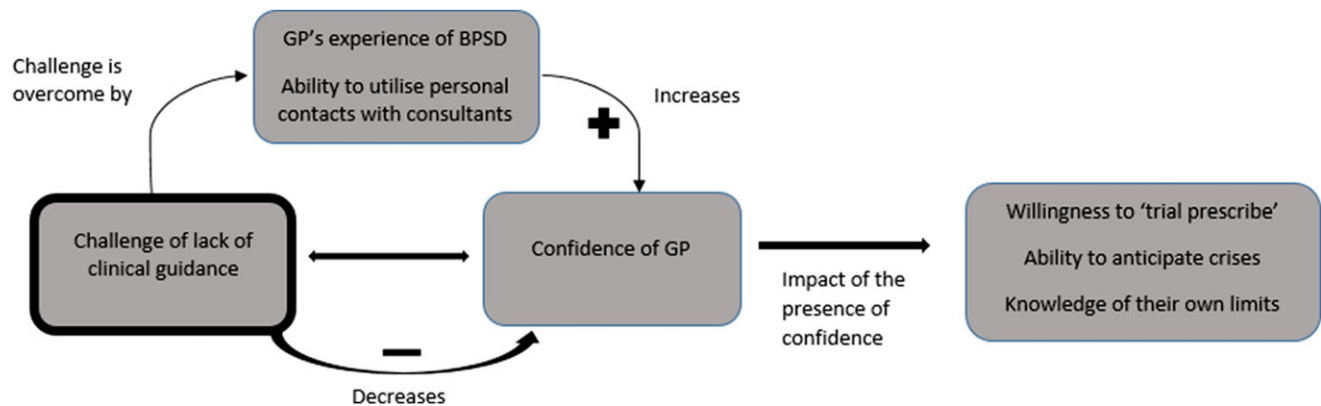 GP's experience of BPSD
Ability to utilise personal
contacts with consultants
Challenge is
overcome by
Increases
+
Challenge of lack of
clinical guidance
Confidence of GP
Willingness to ‘trial prescribe’
Ability to anticipate crises
Knowledge of their own limits
Impact of the
presence of
confidence
−
Decreases